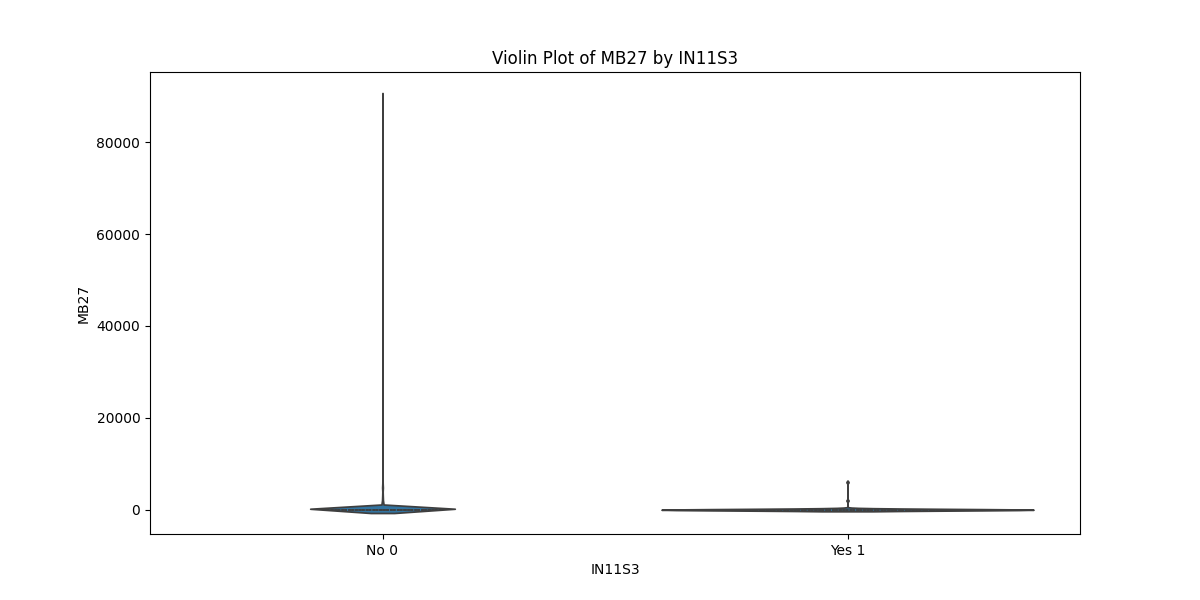 Violin Plot of MB27 by IN11S3
80000
60000
40000
20000
0
MB27
No 0
Yes 1
IN11S3